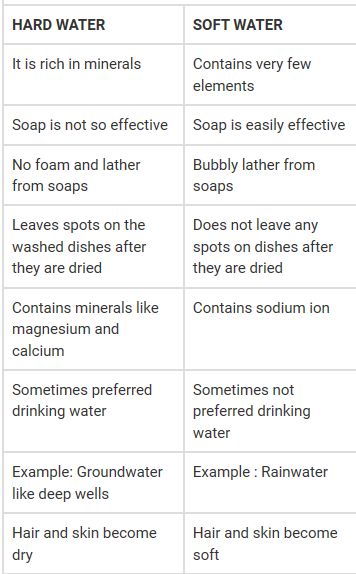 HARD WATER
SOFT WATER
It is rich in minerals
Contains very few
elements
Soap is not so effective
Soap is easily effective
No foam and lather
from soaps
Bubbly lather from
soaps
Leaves spots on the
washed dishes after
they are dried
Does not leave any
spots on dishes after
they are dried
Contains minerals like
magnesium and
calcium
Contains sodium ion
Sometimes preferred
drinking water
Sometimes not
preferred drinking
water
Example: Groundwater
like deep wells
Example : Rainwater
Hair and skin become
dry
Hair and skin become
soft